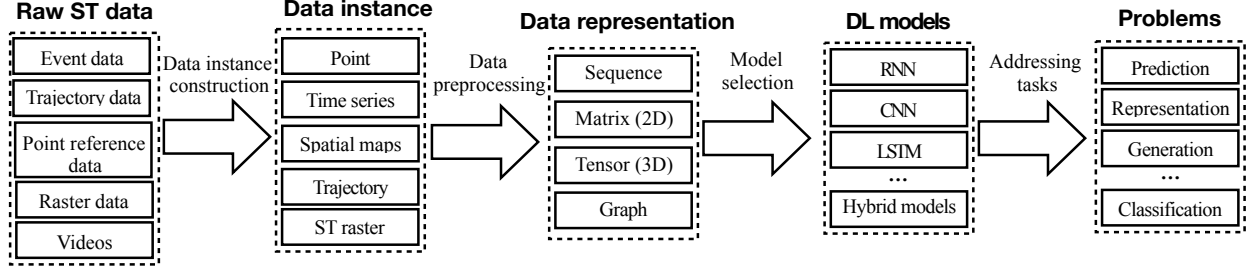 Raw ST data
Event data
Trajectory data
Point reference
data
Raster data
Videos
Data instance
construction
Data instance
Point
Time series
Spatial maps
Trajectory
ST raster
Data
preprocessing
Data representation
Sequence
Matrix (2D)
Tensor (3D)
Graph
Model
selection
DL models
RNN
CNN
LSTM
...
Hybrid models
Addressing
tasks
Problems
Prediction
Representation
Generation
...
Classification